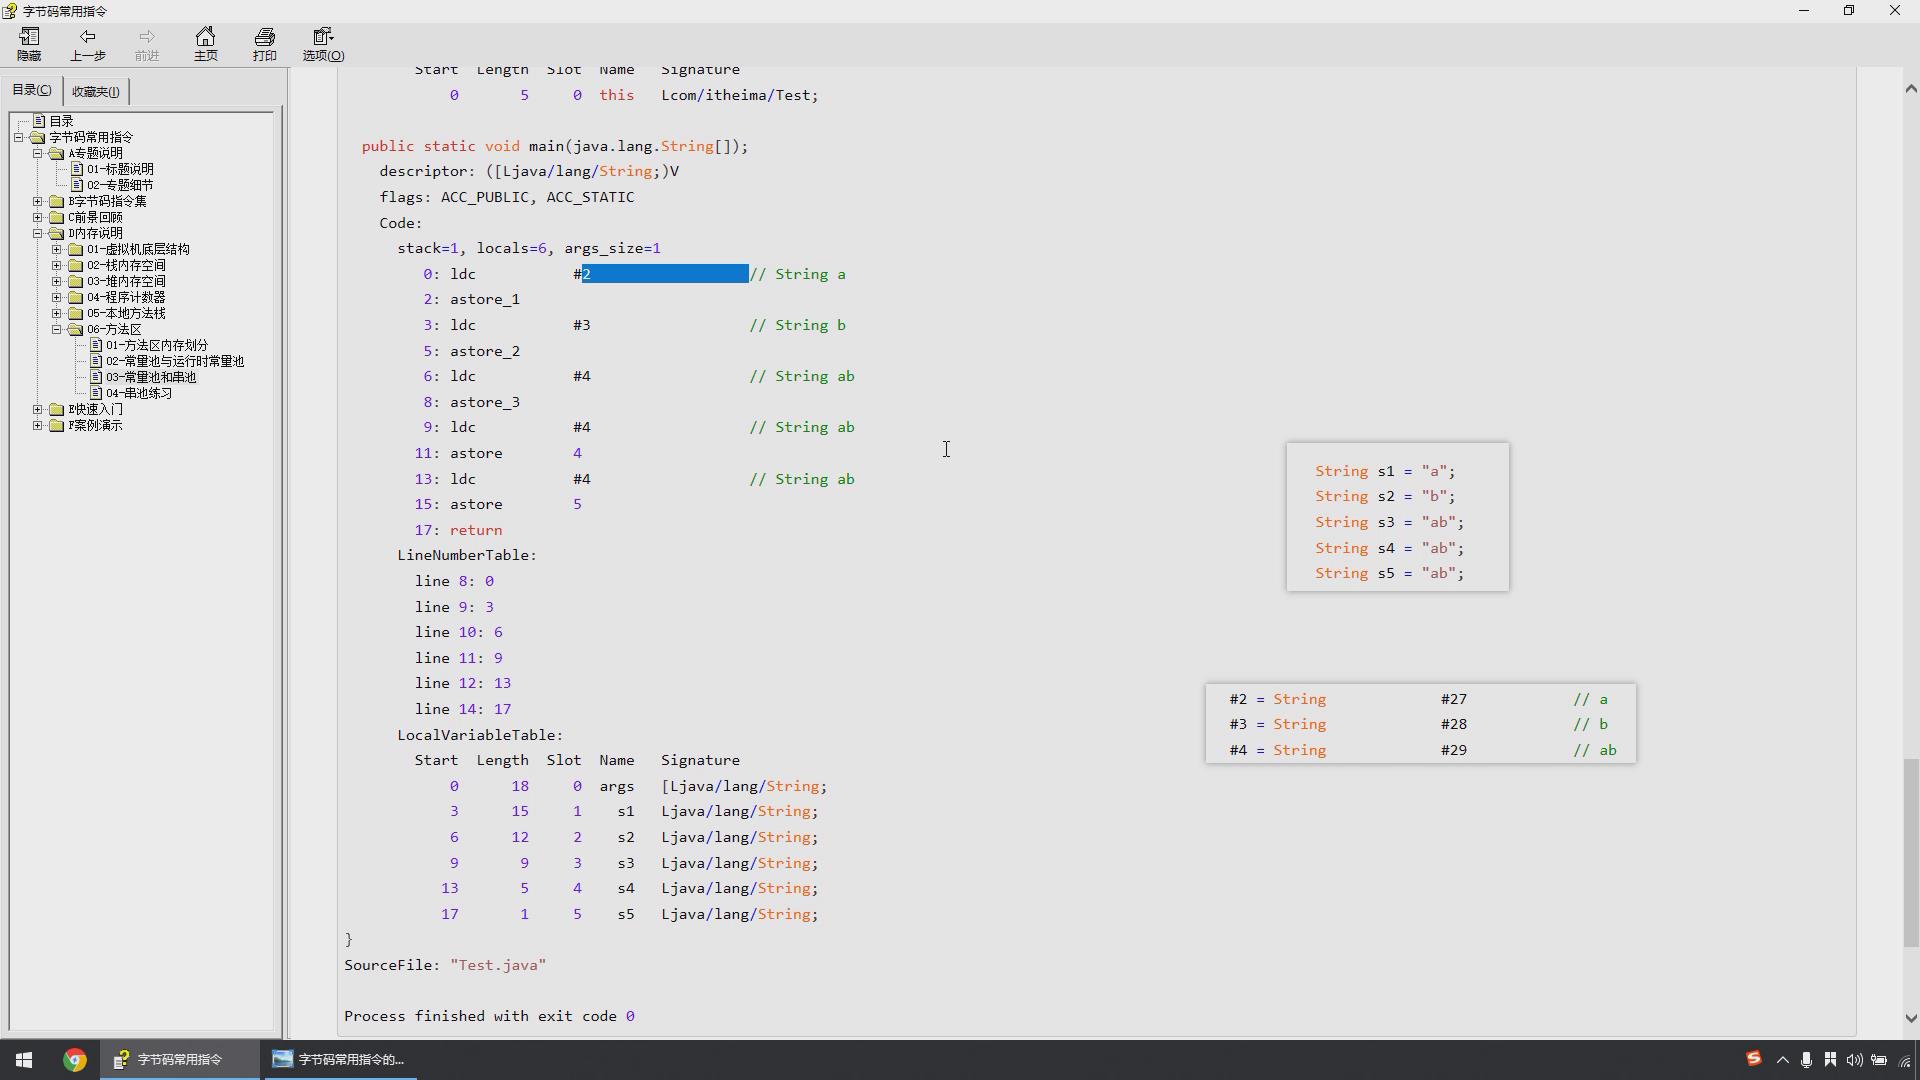 字节码常用指令
隐藏 上一步 前进 主页 打印 选项(O)
目录(C) 收藏夹(I)
目录
字节码常用指令
A专题说明
01-标题说明
02-专题细节
B字节码指令集
C前景回顾
D内存说明
01-虚拟机底层结构
02-栈内存空间
03-堆内存空间
04-程序计数器
05-本地方法栈
06-方法区
01-方法区内存划分
02-常量池与运行时常量池
03-常量池和串池
04-串池练习
E快速入门
F案例演示
Start Length Slot Name Signature
0 5 0 this Lcom/itheima/Test;
public static void main(java.lang.String[]);
descriptor: ([Ljava/lang/String;)V
flags: ACC_PUBLIC, ACC_STATIC
Code:
stack=1, locals=6, args_size=1
0: ldc #2 // String a
2: astore_1
3: ldc #3 // String b
5: astore_2
6: ldc #4 // String ab
8: astore_3
9: ldc #4 // String ab
11: astore 4
13: ldc #4 // String ab
15: astore 5
17: return
LineNumberTable:
line 8: 0
line 9: 3
line 10: 6
line 11: 9
line 12: 13
line 14: 17
LocalVariableTable:
Start Length Slot Name Signature
0 18 0 args [Ljava/lang/String;
3 15 1 s1 Ljava/lang/String;
6 12 2 s2 Ljava/lang/String;
9 9 3 s3 Ljava/lang/String;
13 5 4 s4 Ljava/lang/String;
17 1 5 s5 Ljava/lang/String;
}
SourceFile: "Test.java"
Process finished with exit code 0
String s1 = "a";
String s2 = "b";
String s3 = "ab";
String s4 = "ab";
String s5 = "ab";
#2 = String #27 // a
#3 = String #28 // b
#4 = String #29 // ab
字节码常用指令
字节码常用指令的...